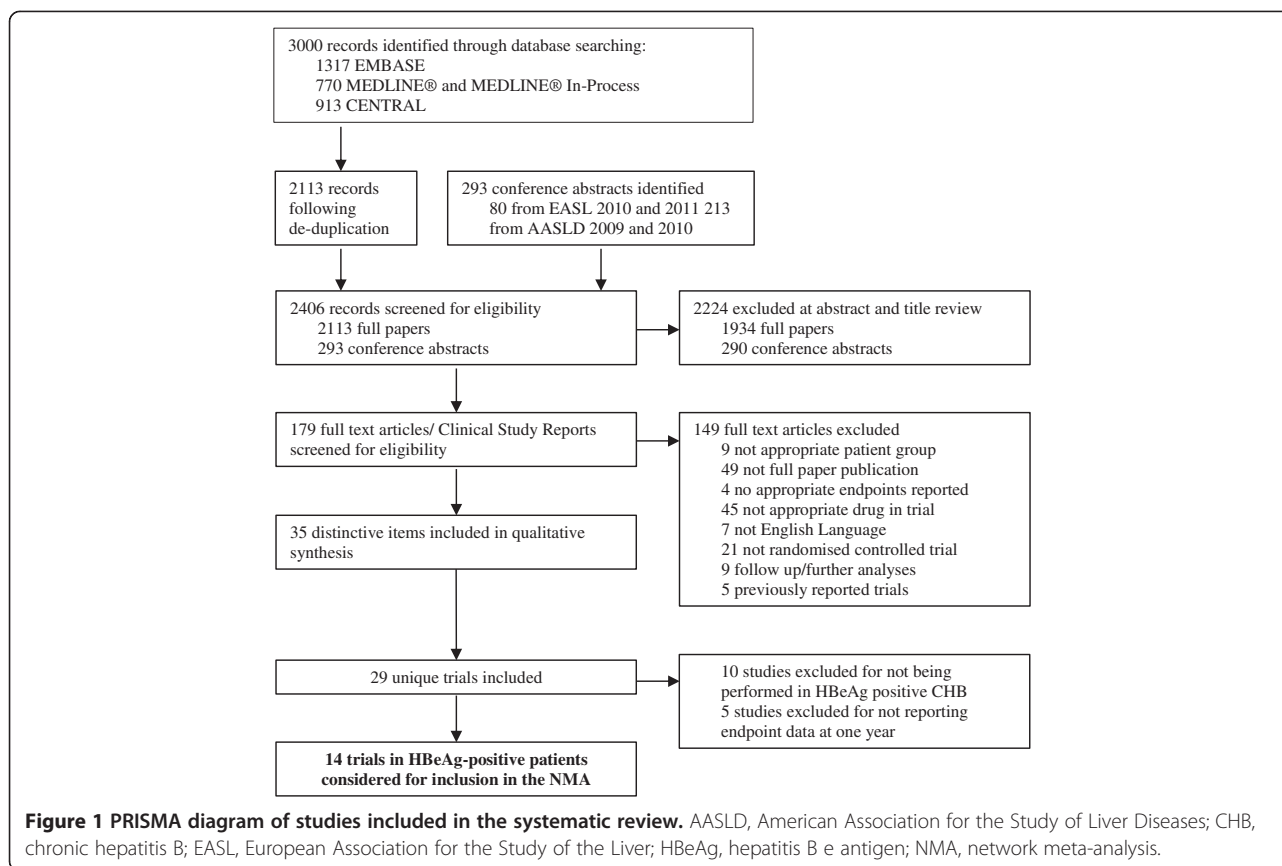 3000 records identified through database searching:
1317 EMBASE
770 MEDLINE® and MEDLINE® In-Process
913 CENTRAL
2113 records
following
de-duplication
293 conference abstracts identified
80 from EASL 2010 and 2011 213
from AASLD 2009 and 2010
2406 records screened for eligibility
2113 full papers
293 conference abstracts
2224 excluded at abstract and title review
1934 full papers
290 conference abstracts
179 full text articles/ Clinical Study Reports
screened for eligibility
149 full text articles excluded
9 not appropriate patient group
49 not full paper publication
4 no appropriate endpoints reported
45 not appropriate drug in trial
7 not English Language
21 not randomised controlled trial
9 follow up/further analyses
5 previously reported trials
35 distinctive items included in qualitative
synthesis
29 unique trials included
10 studies excluded for not being
performed in HBeAg positive CHB
5 studies excluded for not reporting
endpoint data at one year
14 trials in HBeAg-positive patients
considered for inclusion in the NMA
Figure 1 PRISMA diagram of studies included in the systematic review. AASLD, American Association for the Study of Liver Diseases; CHB,
chronic hepatitis B; EASL, European Association for the Study of the Liver; HBeAg, hepatitis B e antigen; NMA, network meta-analysis.